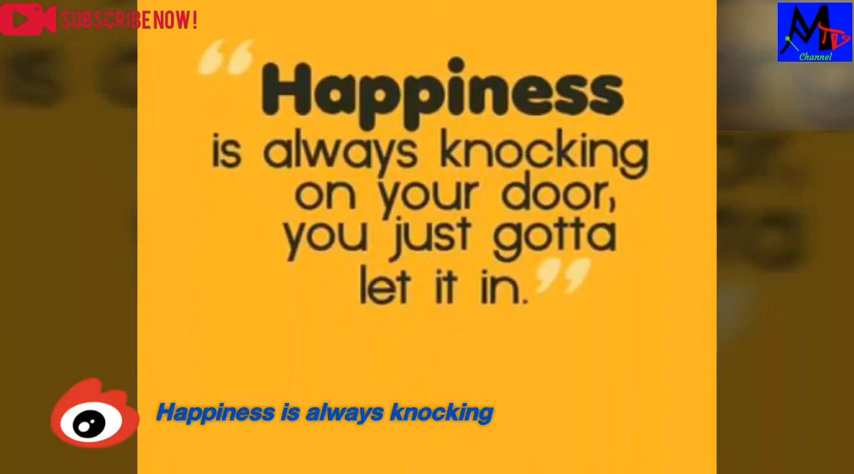 SUBSCRIBE NOW!
MTDS
Channel
“Happiness
is always knocking
on your door,
you just gotta
let it in.”
Happiness is always knocking